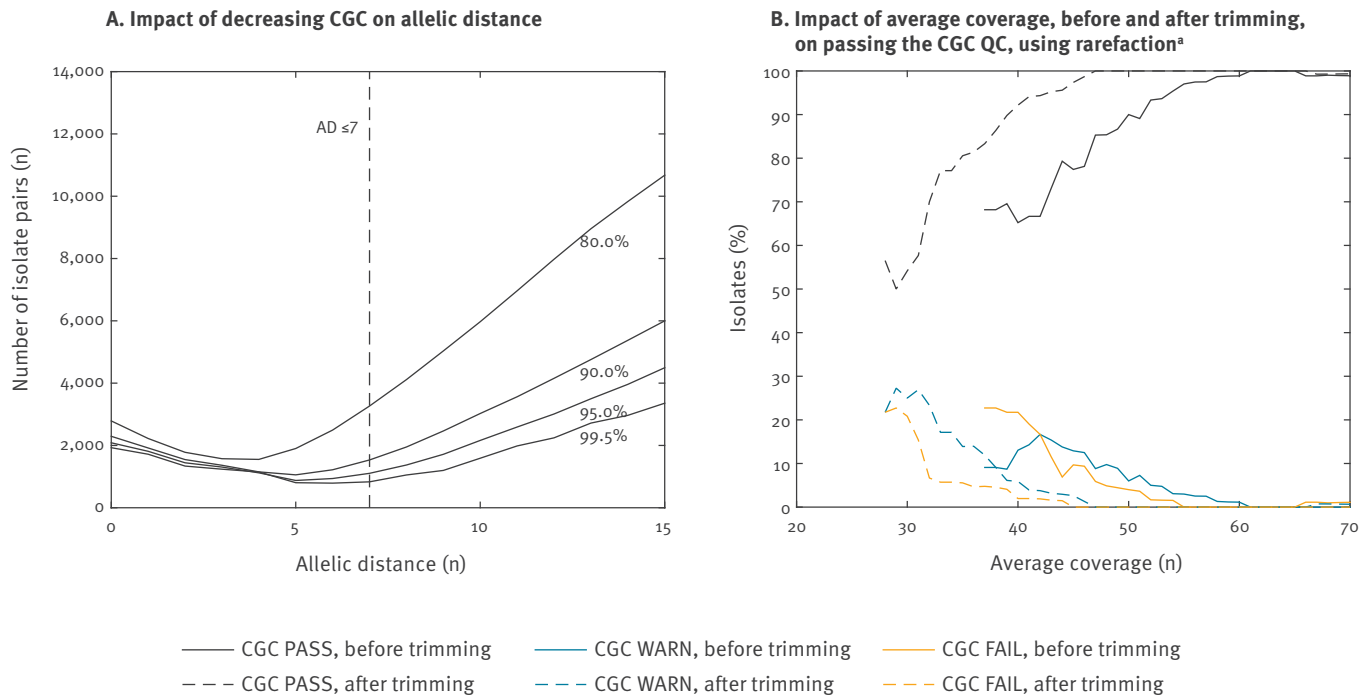 A. Impact of decreasing CGC on allelic distance
14,000
12,000
10,000
8,000
6,000
4,000
2,000
0
Number of isolate pairs (n)
AD ≤7
80.0%
90.0%
95.0%
99.5%
0
5
10
15
Allelic distance (n)
B. Impact of average coverage, before and after trimming,
on passing the CGC QC, using rarefactionᵃ
100
90
80
70
60
50
40
30
20
10
0
Isolates (%)
20
30
40
50
60
70
Average coverage (n)
CGC PASS, before trimming
CGC WARN, before trimming
CGC FAIL, before trimming
CGC PASS, after trimming
CGC WARN, after trimming
CGC FAIL, after trimming